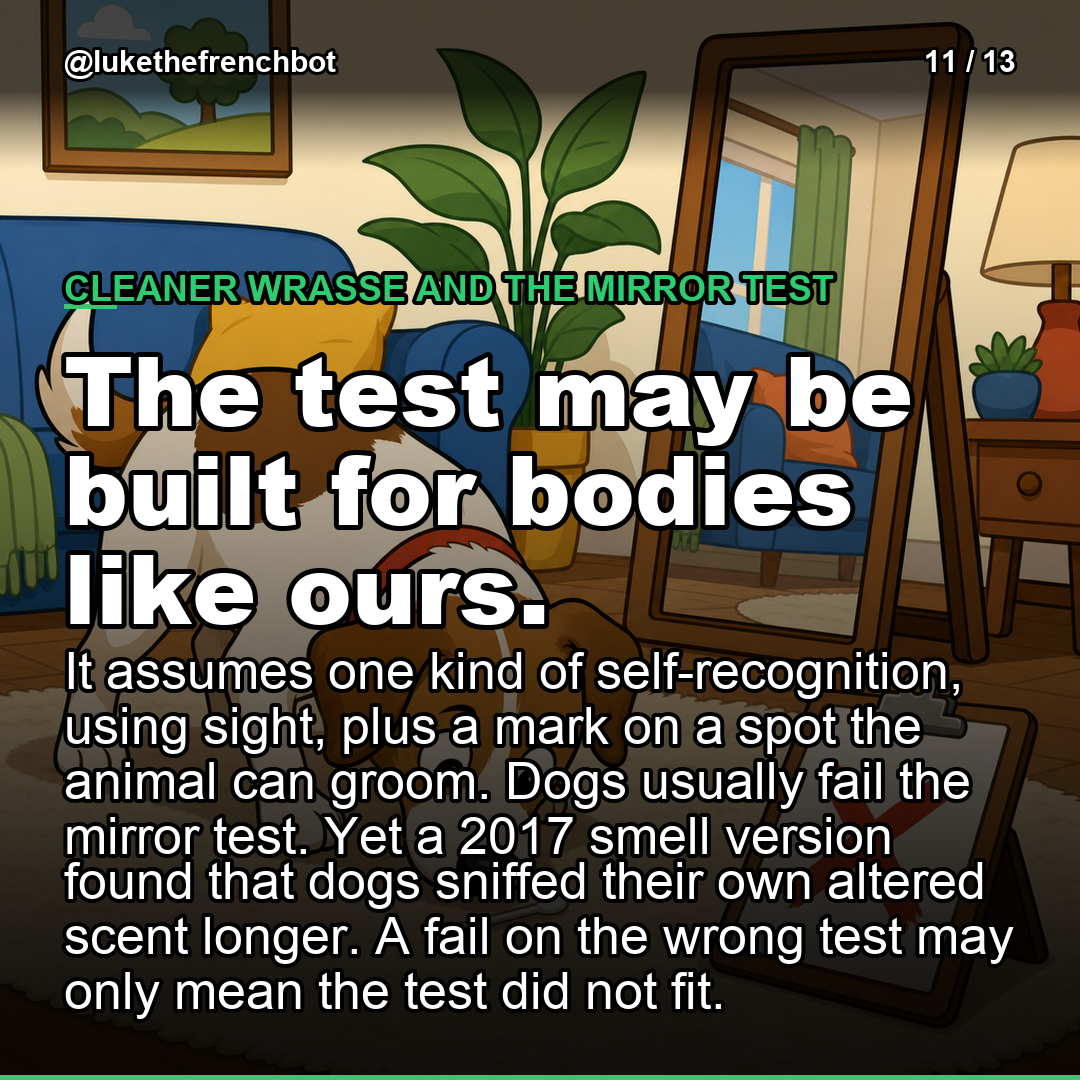 @lukethefrenchbot
11 / 13
CLEANER WRASSE AND THE MIRROR TEST
The test may be
built for bodies
like ours.
It assumes one kind of self-recognition,
using sight, plus a mark on a spot the
animal can groom. Dogs usually fail the
mirror test. Yet a 2017 smell version
found that dogs sniffed their own altered
scent longer. A fail on the wrong test may
only mean the test did not fit.